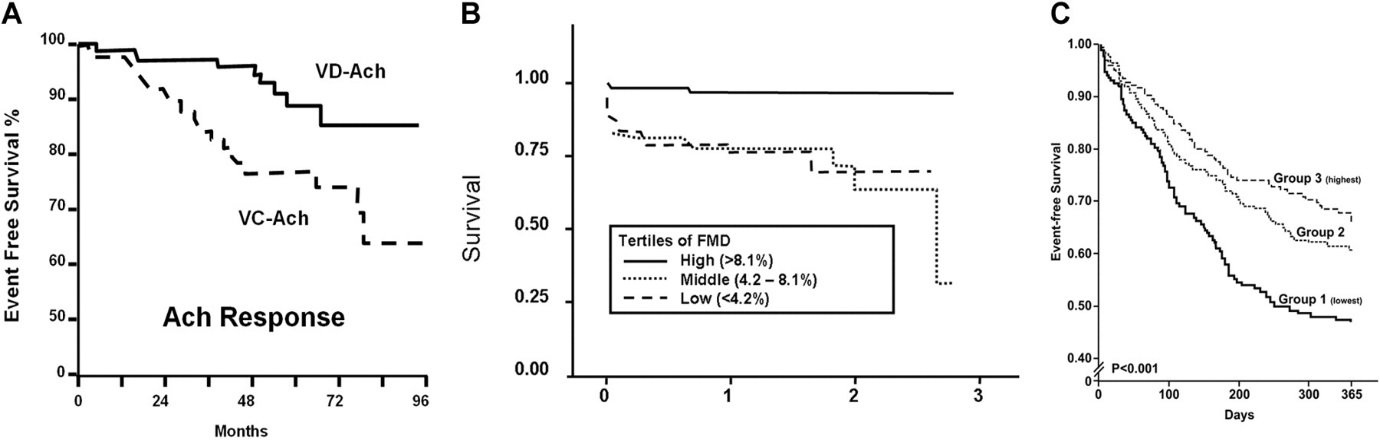 A
Event Free Survival %
100
90
80
70
60
50
0
VD-Ach
VC-Ach
Ach Response
0 24 48 72 96
Months
B
Survival
1.00
0.75
0.50
0.25
0.00
Tertiles of FMD
High (>8.1%)
Middle (4.2 – 8.1%)
Low (<4.2%)
0 1 2 3
C
Event-free Survival
1.00
0.90
0.80
0.70
0.60
0.50
0.40
0
Group 3 (highest)
Group 2
Group 1 (lowest)
P<0.001
0 100 200 300 365
Days